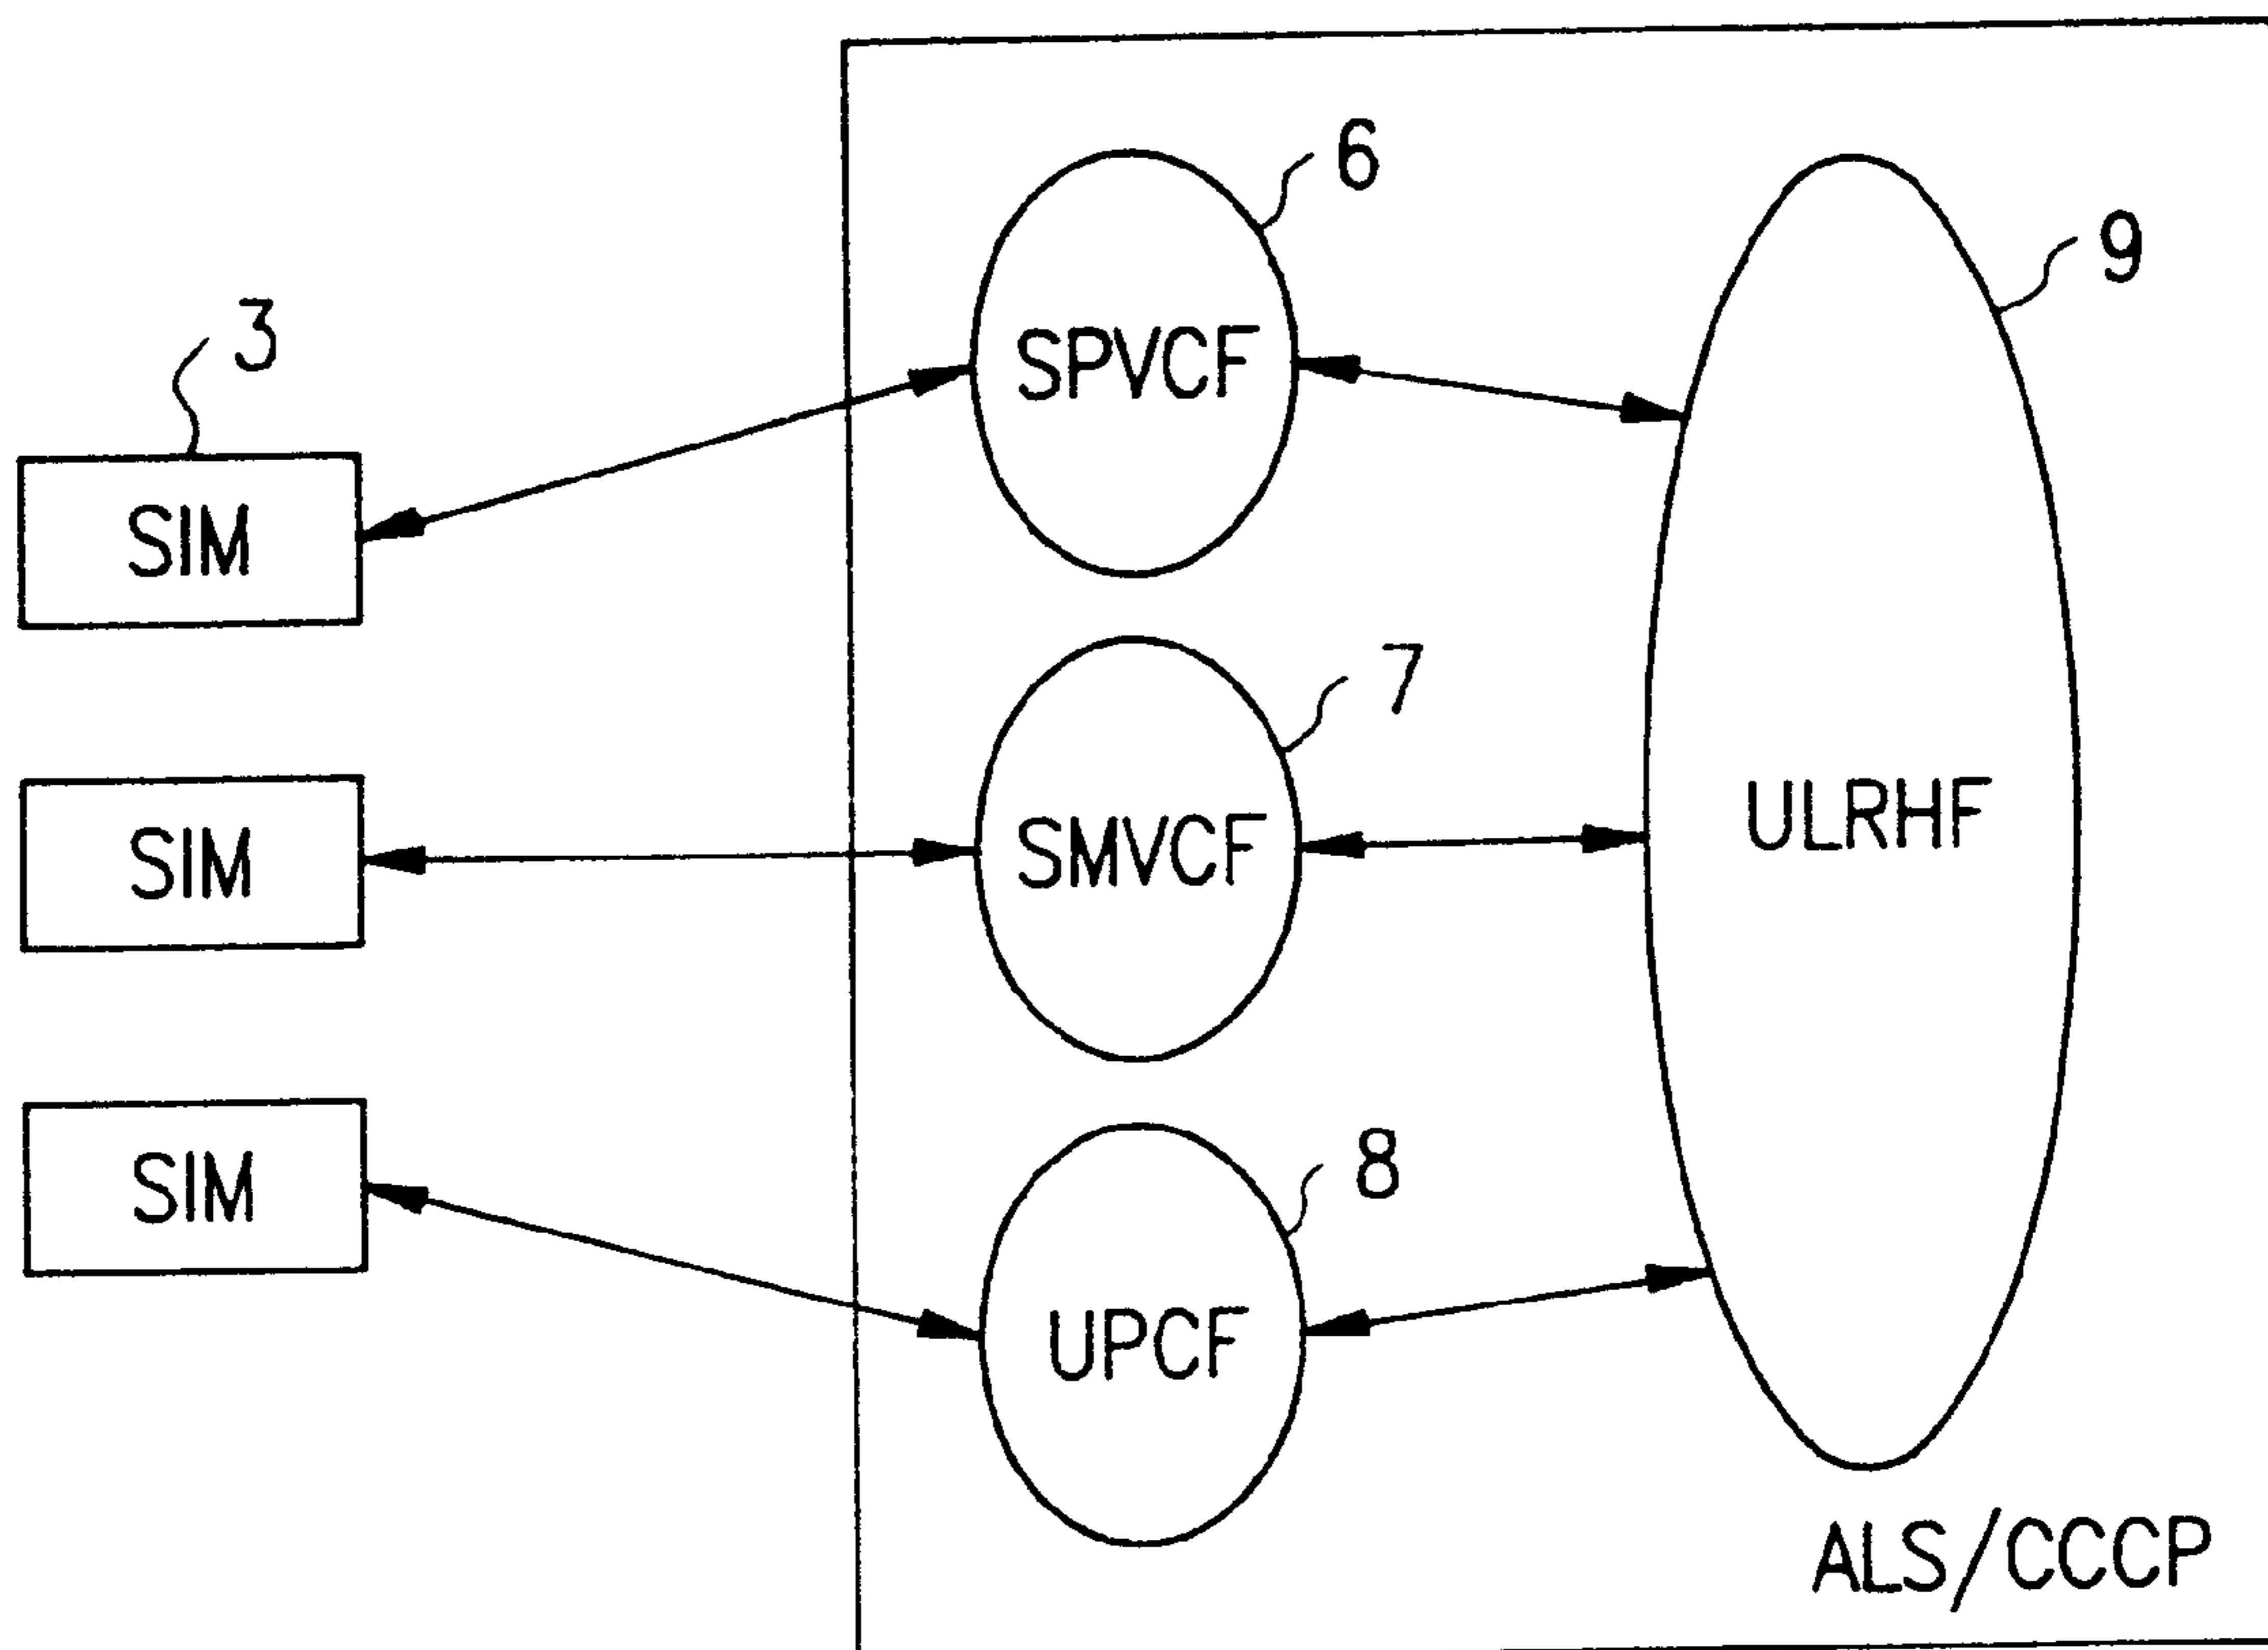 6
9
3
SPVCF
SIM
7
ULRHF
SMVCF
SIM
8
SIM
UPCF
ALS/CCCP